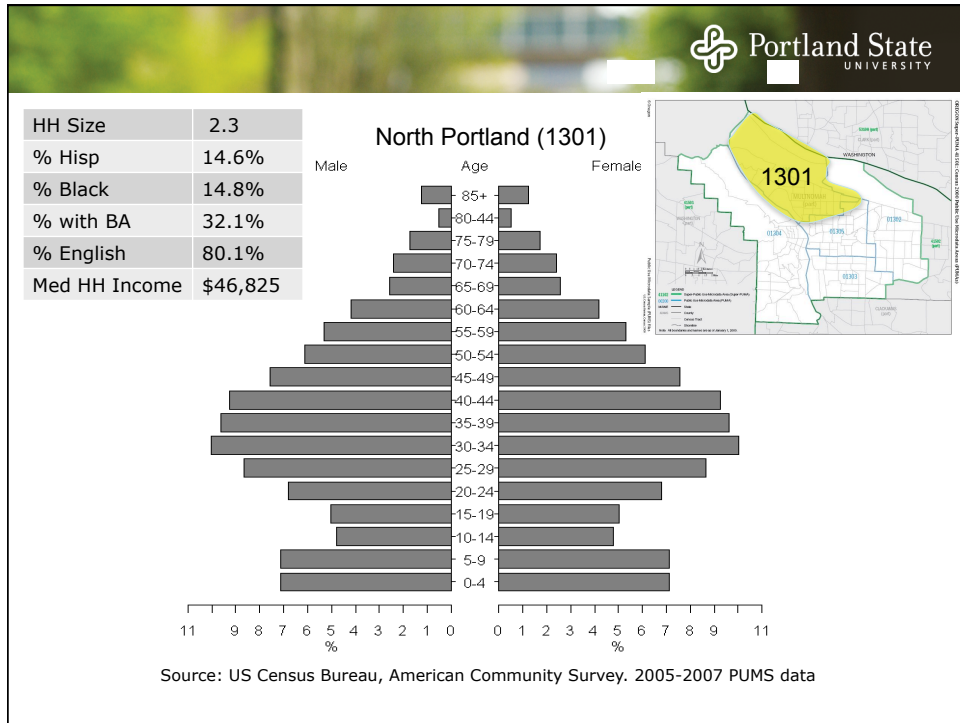 Portland State
UNIVERSITY
HH Size 2.3
% Hisp 14.6%
% Black 14.8%
% with BA 32.1%
% English 80.1%
Med HH Income $46,825
North Portland (1301)
Male Age Female
85+
80-44
75-79
70-74
65-69
60-64
55-59
50-54
45-49
40-44
35-39
30-34
25-29
20-24
15-19
10-14
5-9
0-4
11 9 8 7 6 5 4 3 2 1 0 0 1 2 3 4 5 6 7 8 9 11
% %
1301
WASHINGTON
01304
01305
01302
01303
LEGEND
Source: US Census Bureau, American Community Survey. 2005-2007 PUMS data